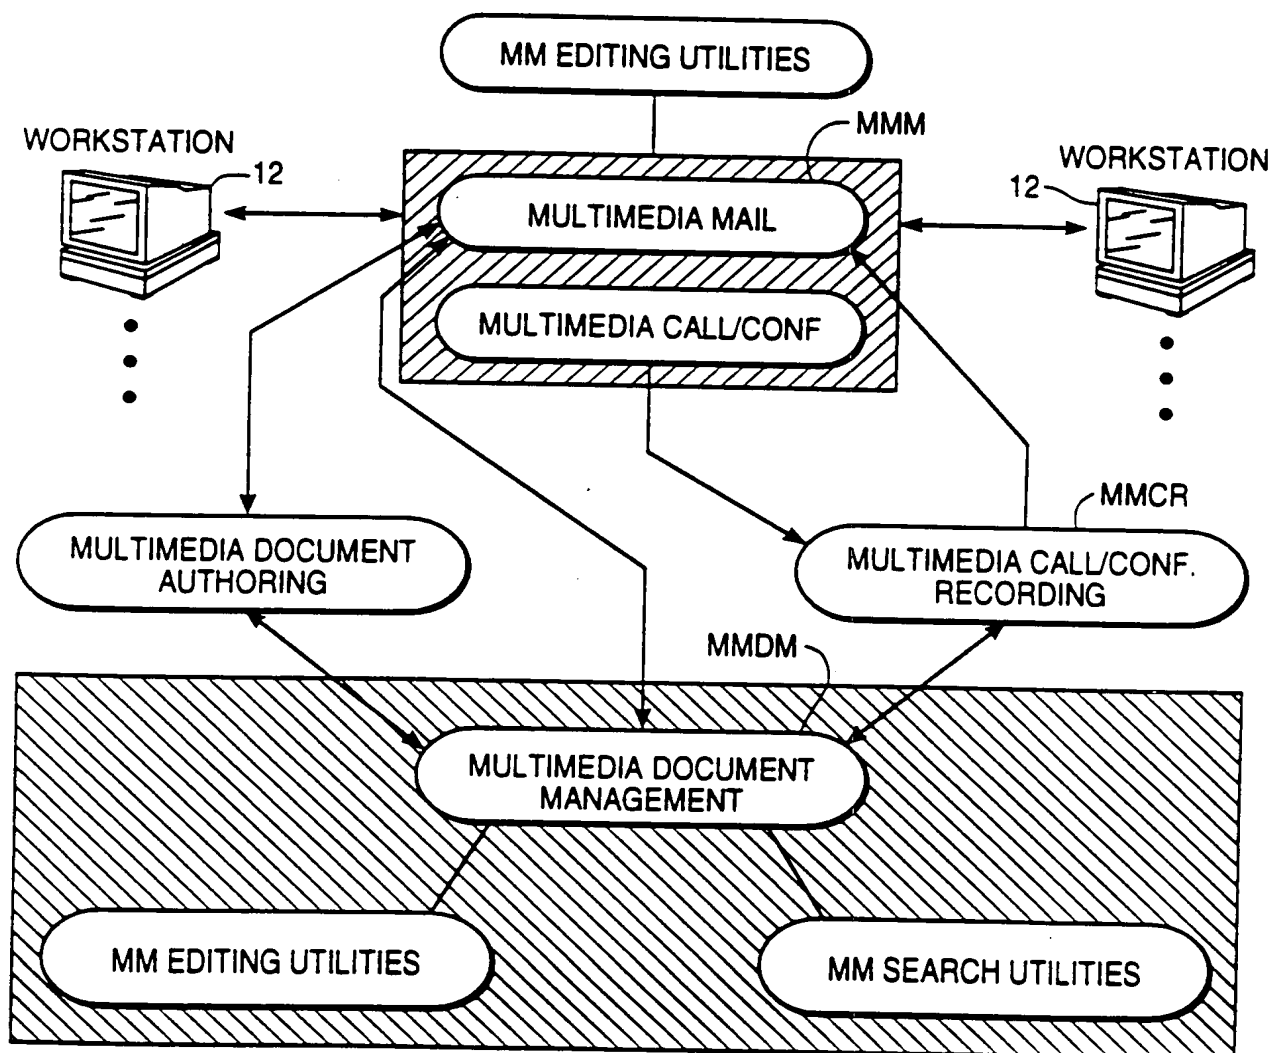 MM EDITING UTILITIES
MMM
WORKSTATION
12
WORKSTATION
12
MULTIMEDIA MAIL
MULTIMEDIA CALL/CONF
MMCR
MULTIMEDIA DOCUMENT
AUTHORING
MULTIMEDIA CALL/CONF.
RECORDING
MMDM
MULTIMEDIA DOCUMENT
MANAGEMENT
MM EDITING UTILITIES
MM SEARCH UTILITIES